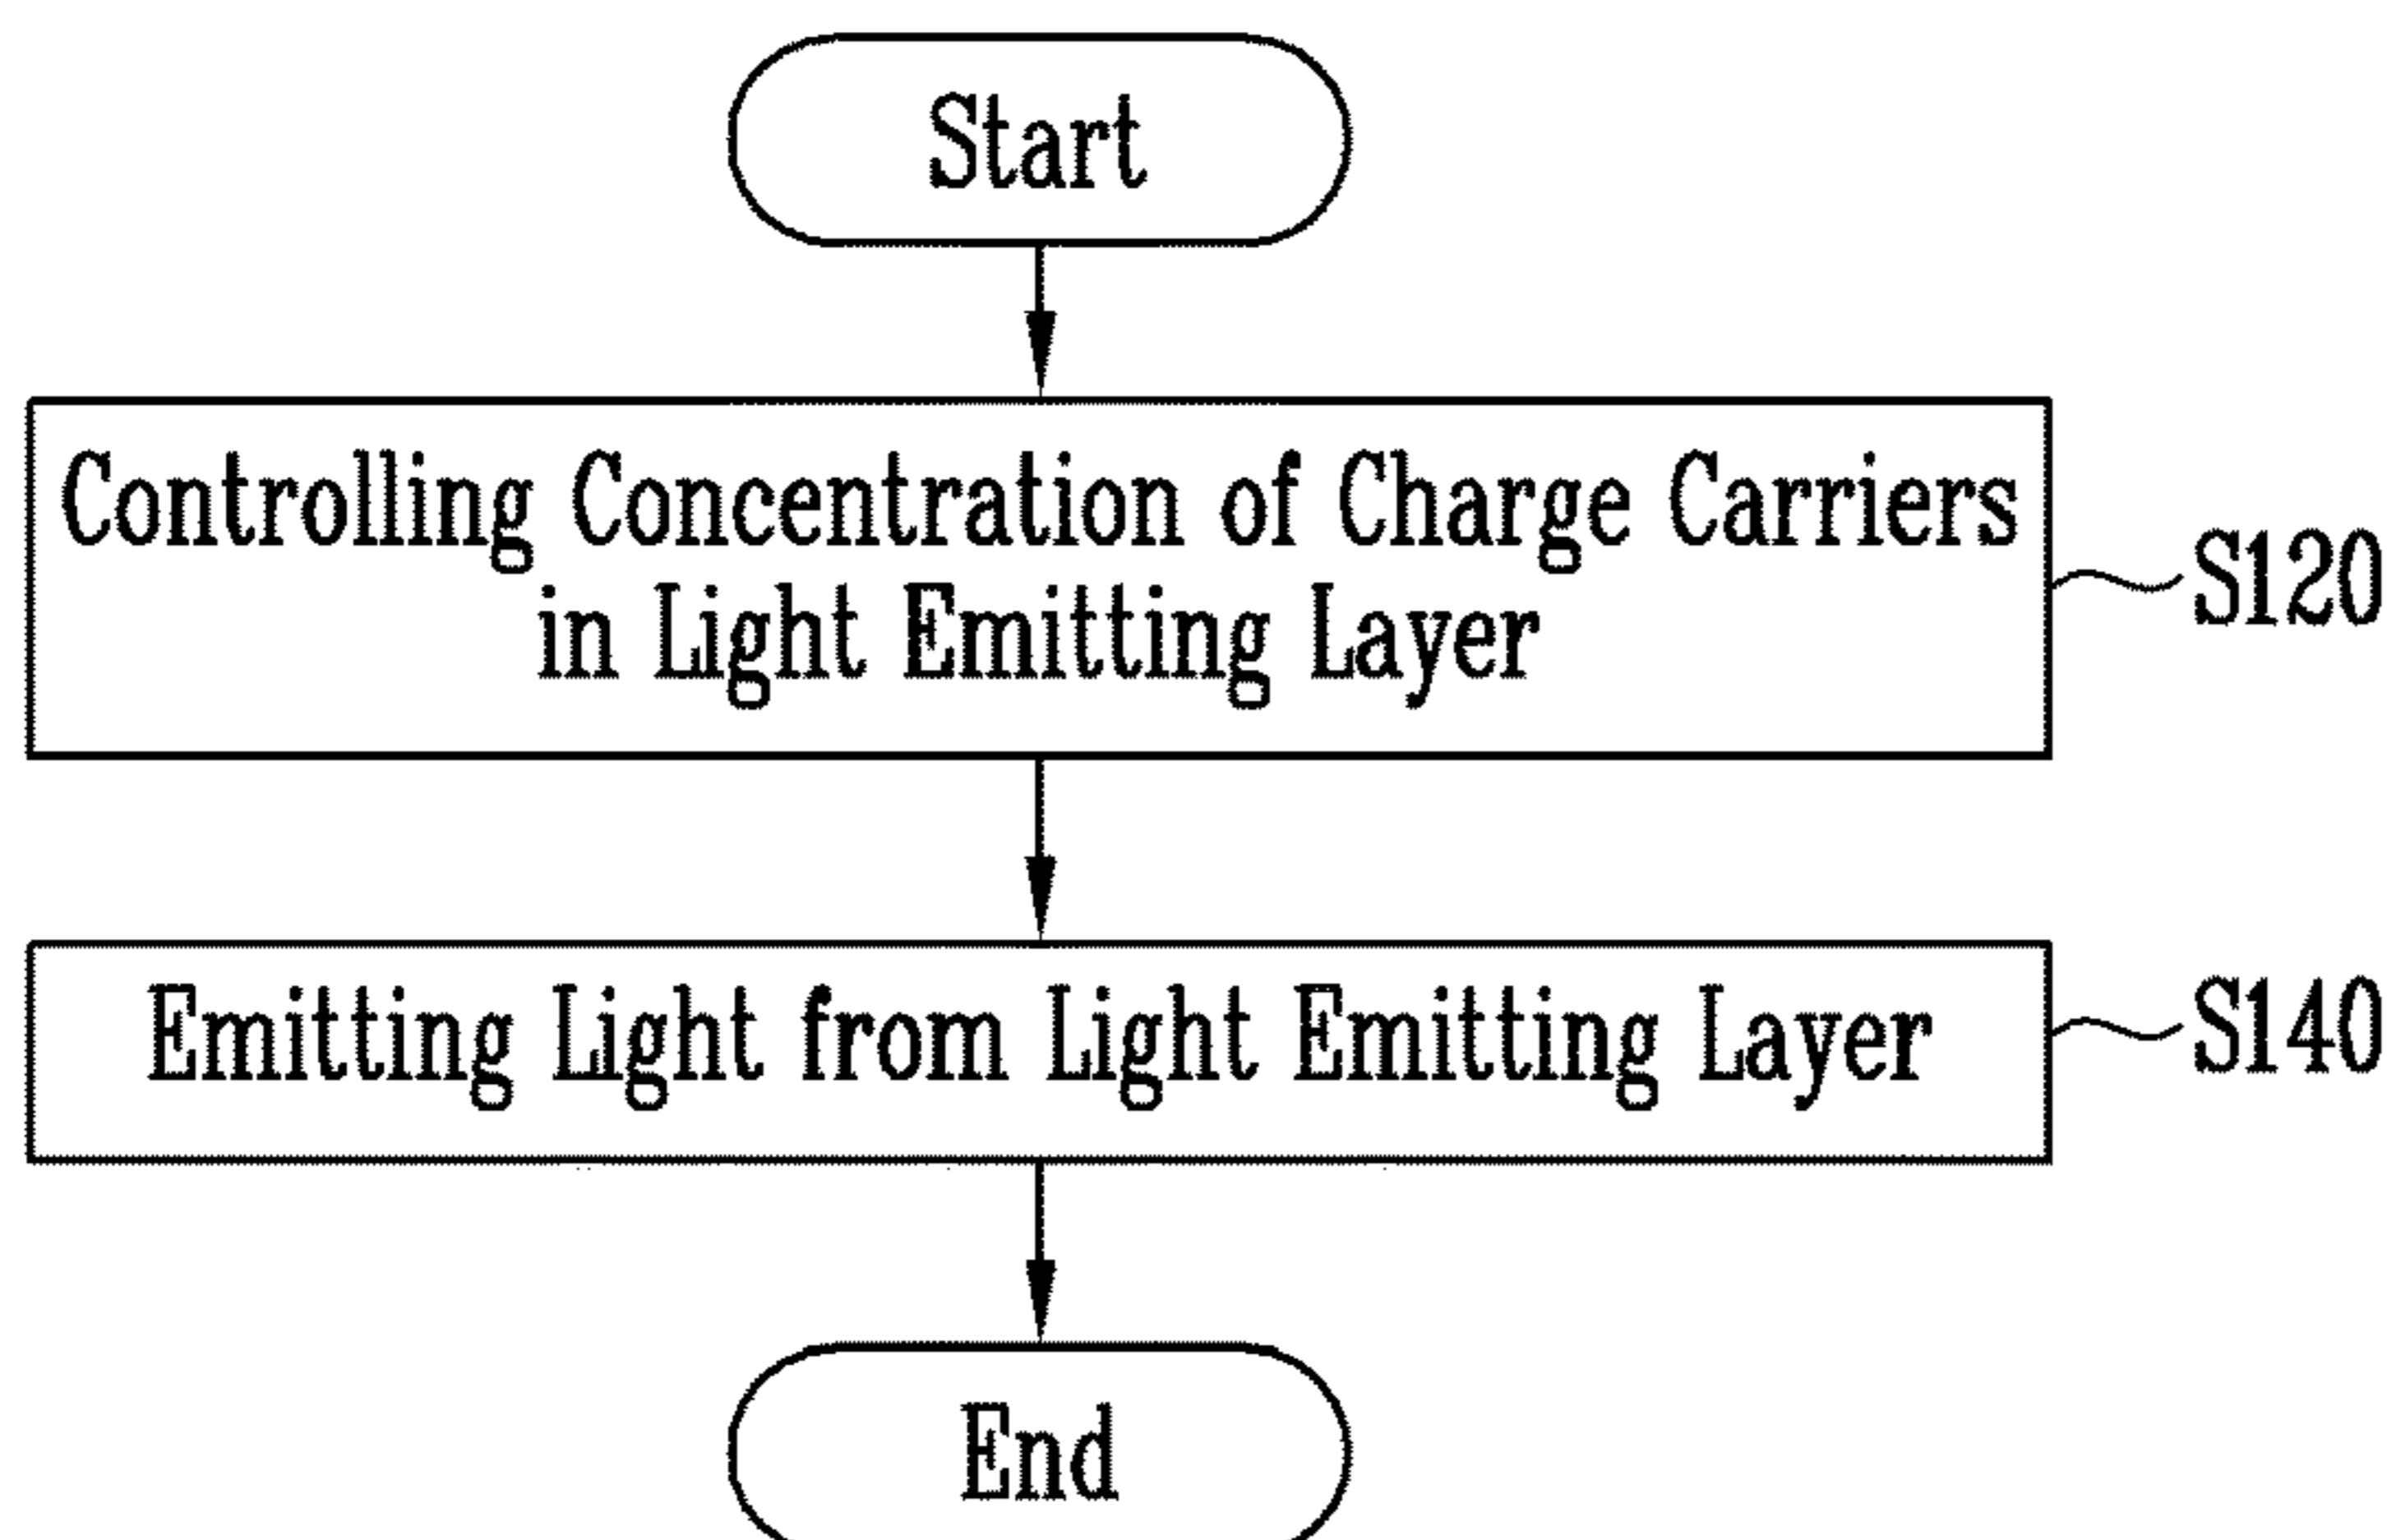 Start
Controlling Concentration of Charge Carriers
in Light Emitting Layer
S120
Emitting Light from Light Emitting Layer
S140
End